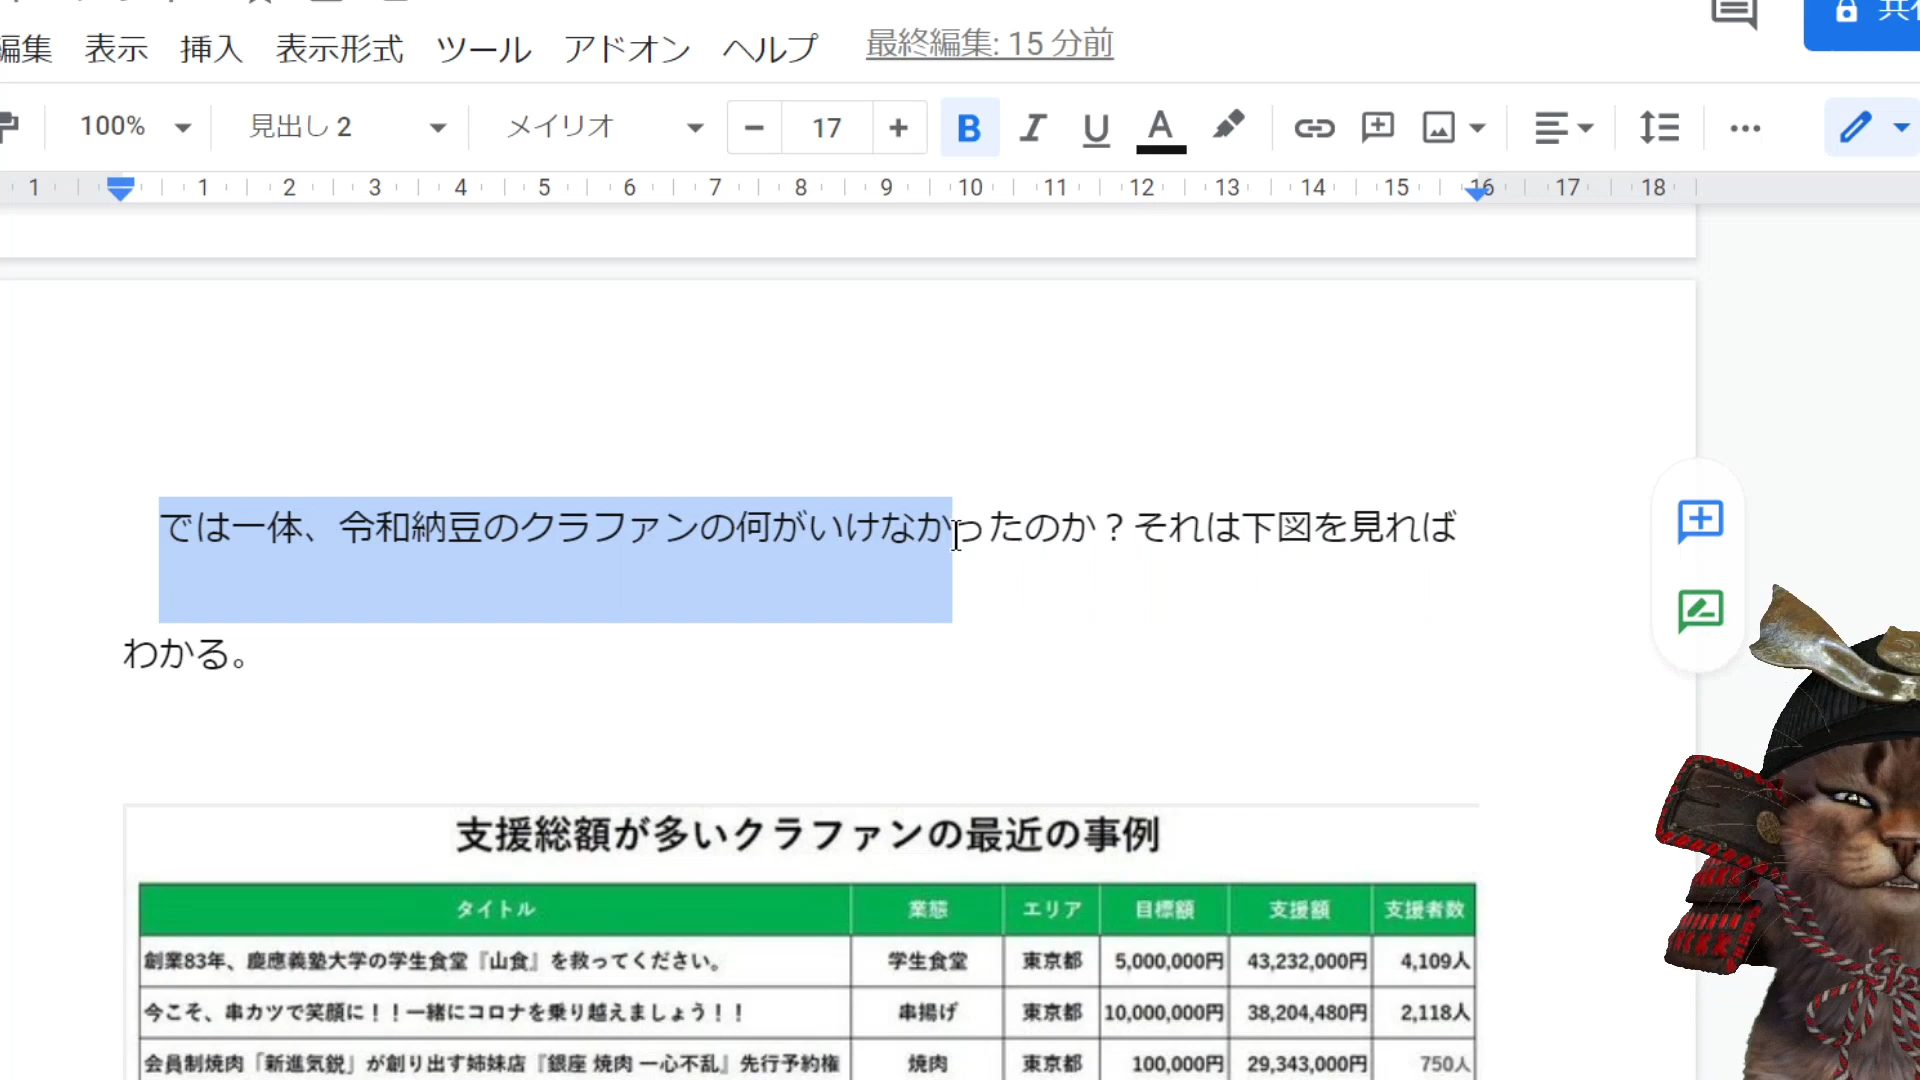 編集 表示 挿入 表示形式 ツール アドオン ヘルプ 最終編集: 15 分前
100% 見出し 2 メイリオ 17 B I U A
1 1 2 3 4 5 6 7 8 9 10 11 12 13 14 15 16 17 18
では一体、令和納豆のクラファンの何がいけなかったのか？それは下図を見れば
わかる。
支援総額が多いクラファンの最近の事例
タイトル 業態 エリア 目標額 支援額 支援者数
創業83年、慶應義塾大学の学生食堂『山食』を救ってください。 学生食堂 東京都 5,000,000円 43,232,000円 4,109人
今こそ、串カツで笑顔に！！一緒にコロナを乗り越えましょう！！ 串揚げ 東京都 10,000,000円 38,204,480円 2,118人
会員制焼肉「新進気鋭」が創り出す姉妹店『銀座 焼肉 一心不乱』先行予約権 焼肉 東京都 100,000円 29,343,000円 750人